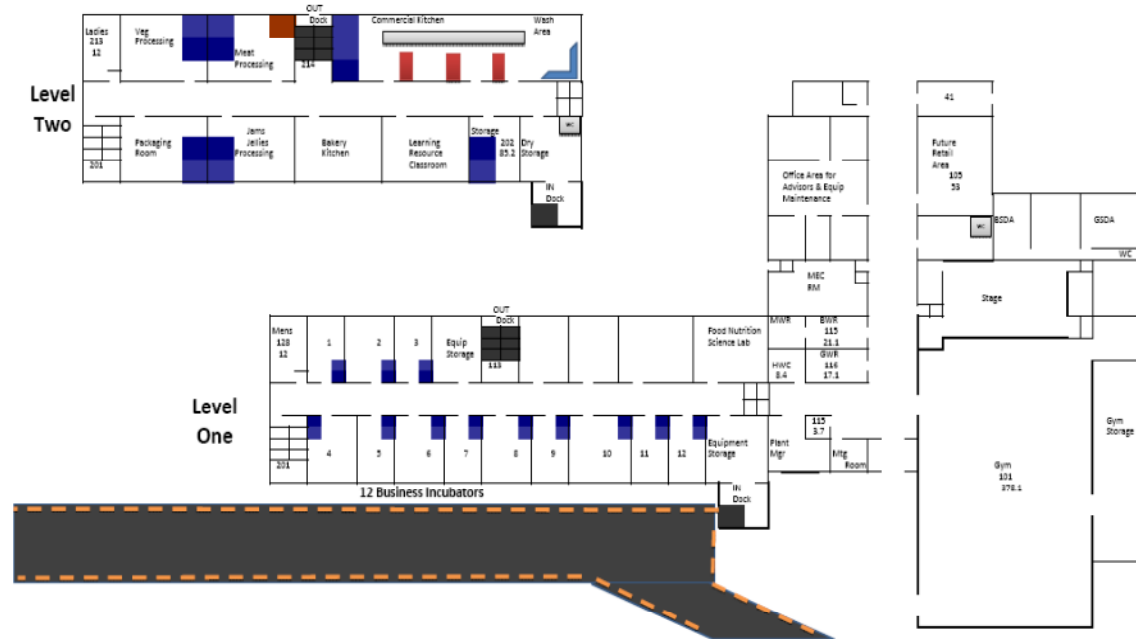 OUT
Dock
Ladies
213
12
Veg
Processing
Meat
Processing
214
Commercial Kitchen
Wash
Area
Level
Two
201
Packaging
Room
Jams
Jellies
Processing
Bakery
Kitchen
Learning
Resource
Classroom
Storage
202
85.2
Dry
Storage
WC
IN
Dock
41
Future
Retail
Area
105
53
Office Area for
Advisors & Equip
Maintenance
WC
BSDA
GSDA
WC
MEC
RM
Stage
OUT
Dock
Mens
128
12
1
2
3
Equip
Storage
113
Food Nutrition
Science Lab
MWR
BWR
115
21.1
HWC
8.4
GWR
116
17.1
Level
One
201
4
5
6
7
8
9
10
11
12
Equipment
Storage
Plant
Mgr
115
3.7
Mtg
Room
Gym
Storage
Gym
101
378.1
12 Business Incubators
IN
Dock